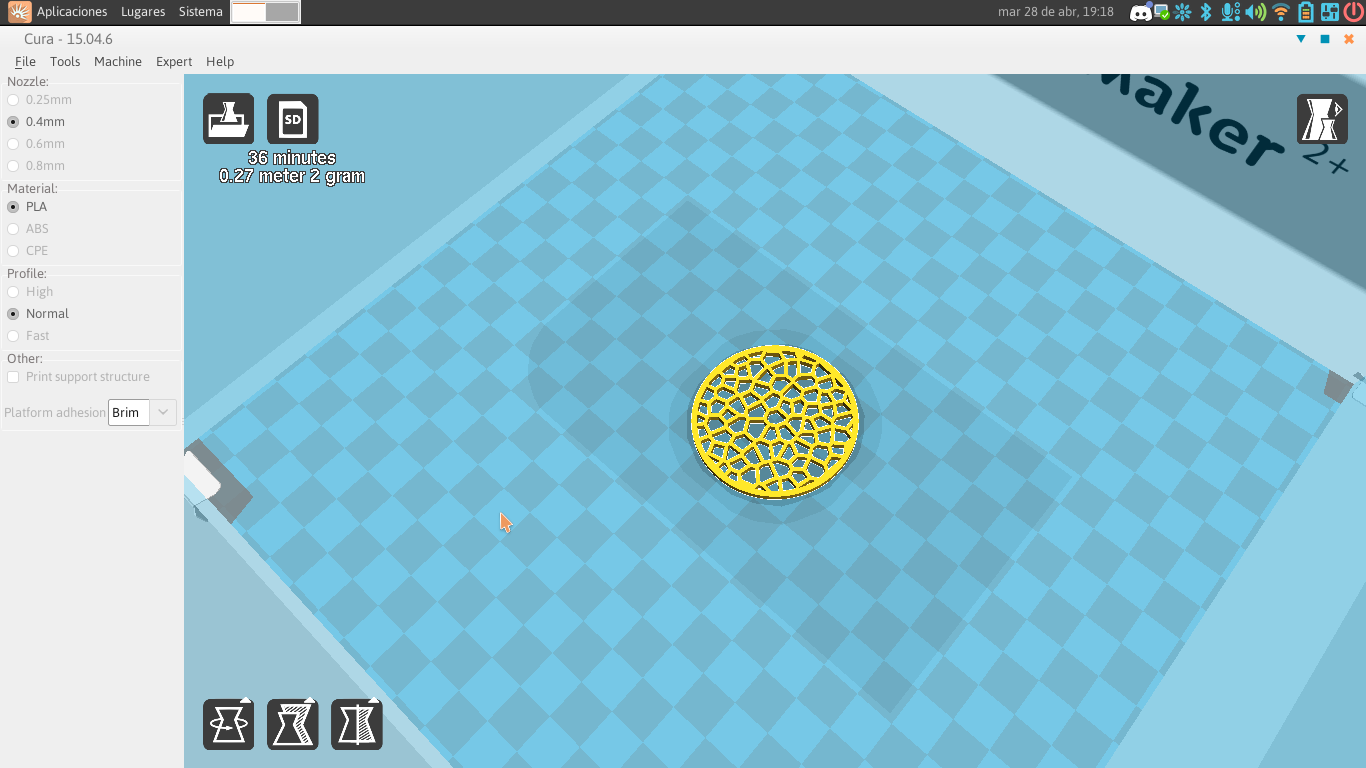 Aplicaciones Lugares Sistema mar 28 de abr, 19:18
Cura - 15.04.6
File Tools Machine Expert Help
Nozzle:
0.25mm
0.4mm
0.6mm
0.8mm
Material:
PLA
ABS
CPE
Profile:
High
Normal
Fast
Other:
Print support structure
Platform adhesion Brim
SD
36 minutes
0.27 meter 2 gram
maker 2+